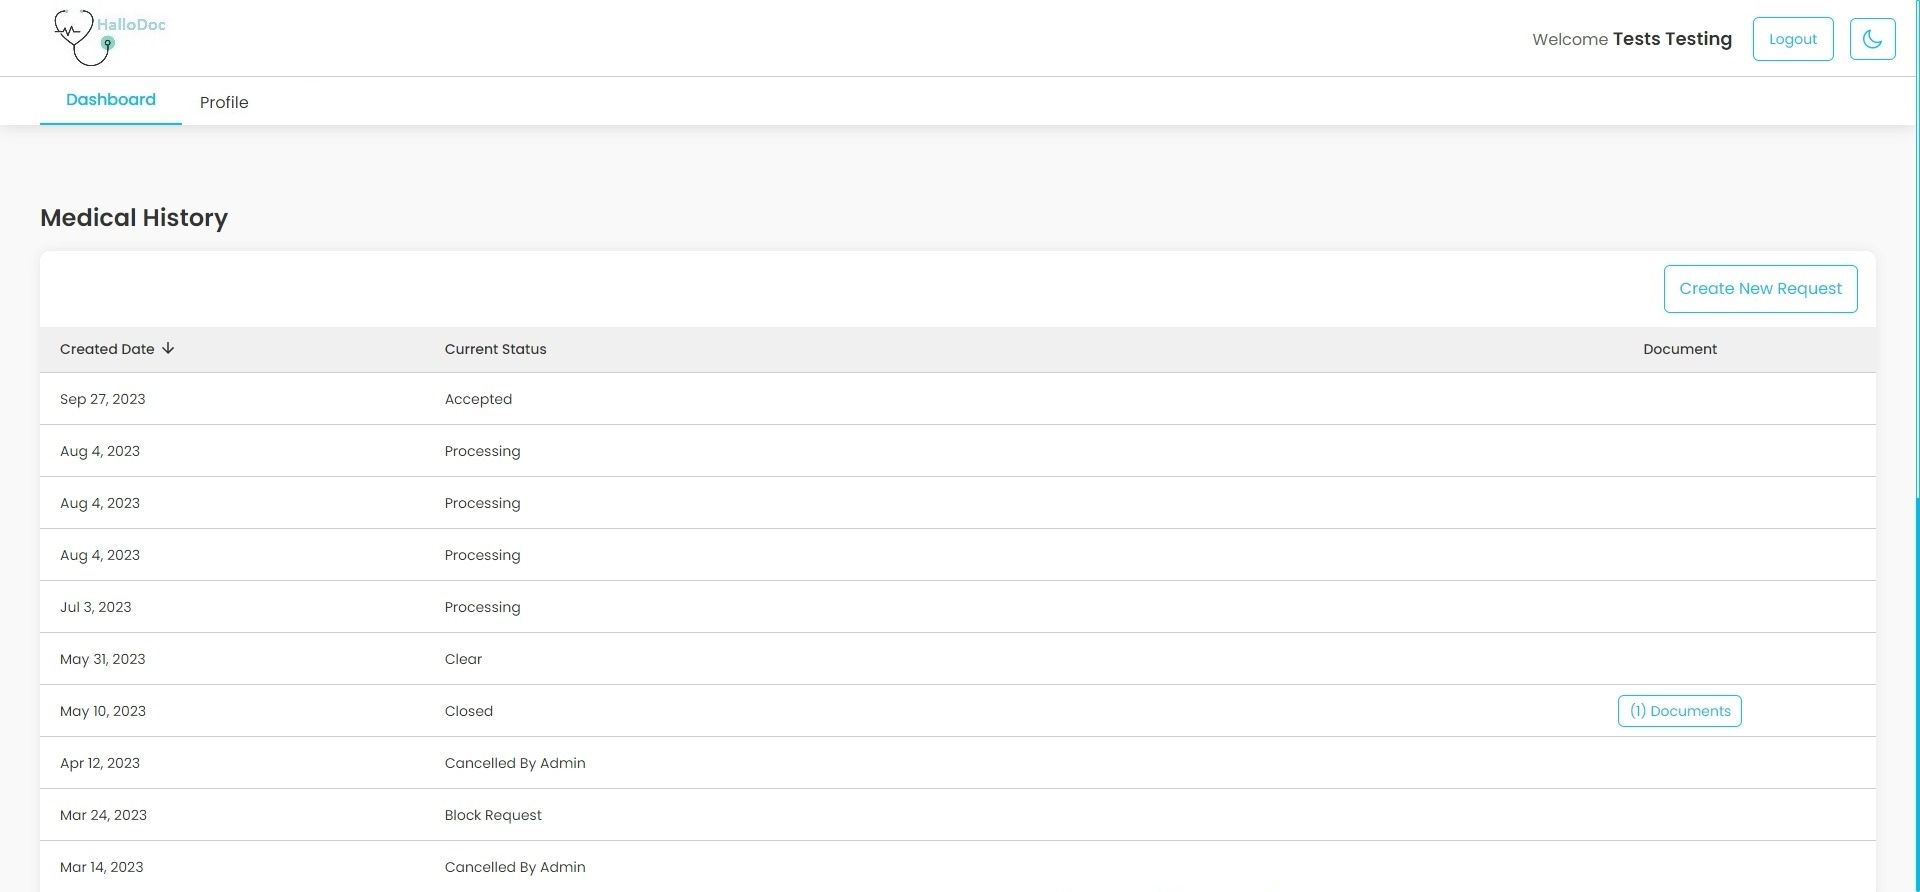 HalloDoc
Welcome Tests Testing
Logout
Dashboard
Profile
Medical History
Create New Request
Created Date
Current Status
Document
Sep 27, 2023
Accepted
Aug 4, 2023
Processing
Aug 4, 2023
Processing
Aug 4, 2023
Processing
Jul 3, 2023
Processing
May 31, 2023
Clear
May 10, 2023
Closed
(1) Documents
Apr 12, 2023
Cancelled By Admin
Mar 24, 2023
Block Request
Mar 14, 2023
Cancelled By Admin